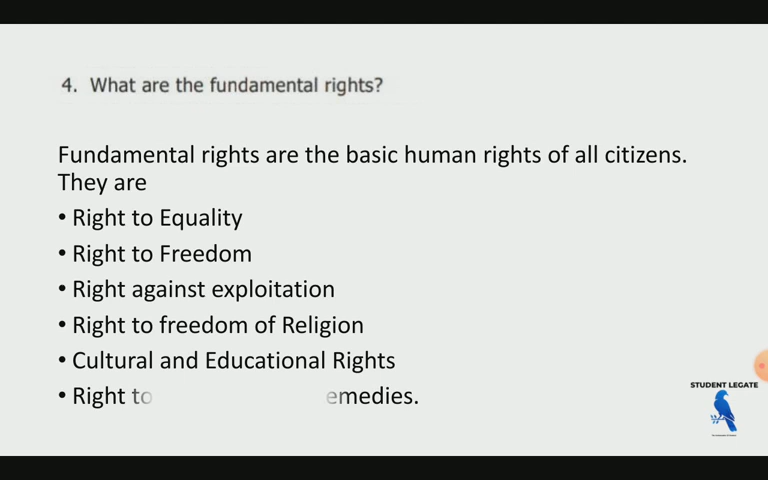 4. What are the fundamental rights?
Fundamental rights are the basic human rights of all citizens.
They are
• Right to Equality
• Right to Freedom
• Right against exploitation
• Right to freedom of Religion
• Cultural and Educational Rights
• Right to emedies.
STUDENT LEGATE